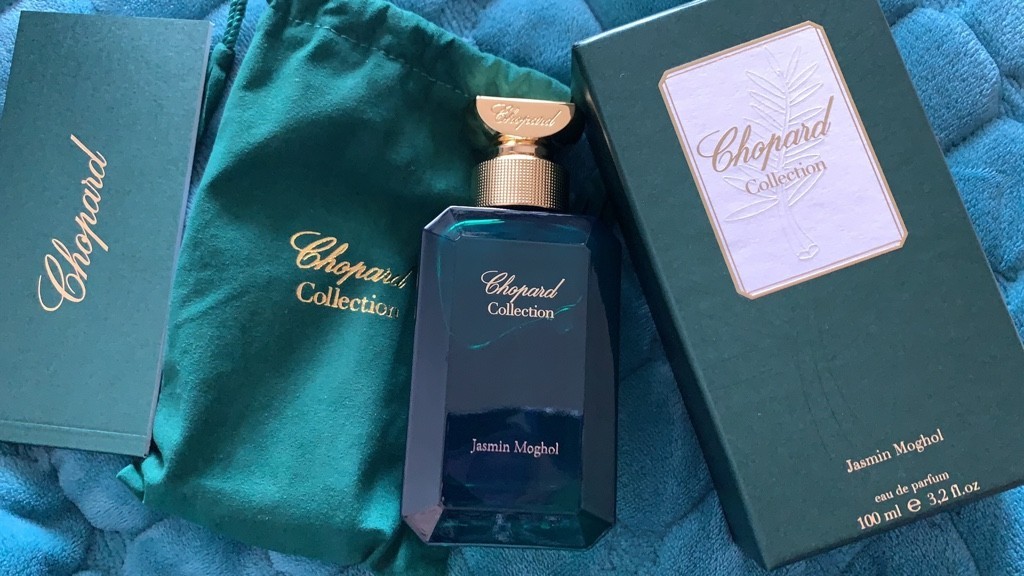 Chopard
Chopard
Collection
Chopard
Chopard
Collection
Jasmin Moghol
Chopard
Collection
Jasmin Moghol
eau de parfum
100 ml e 3.2 fl.oz